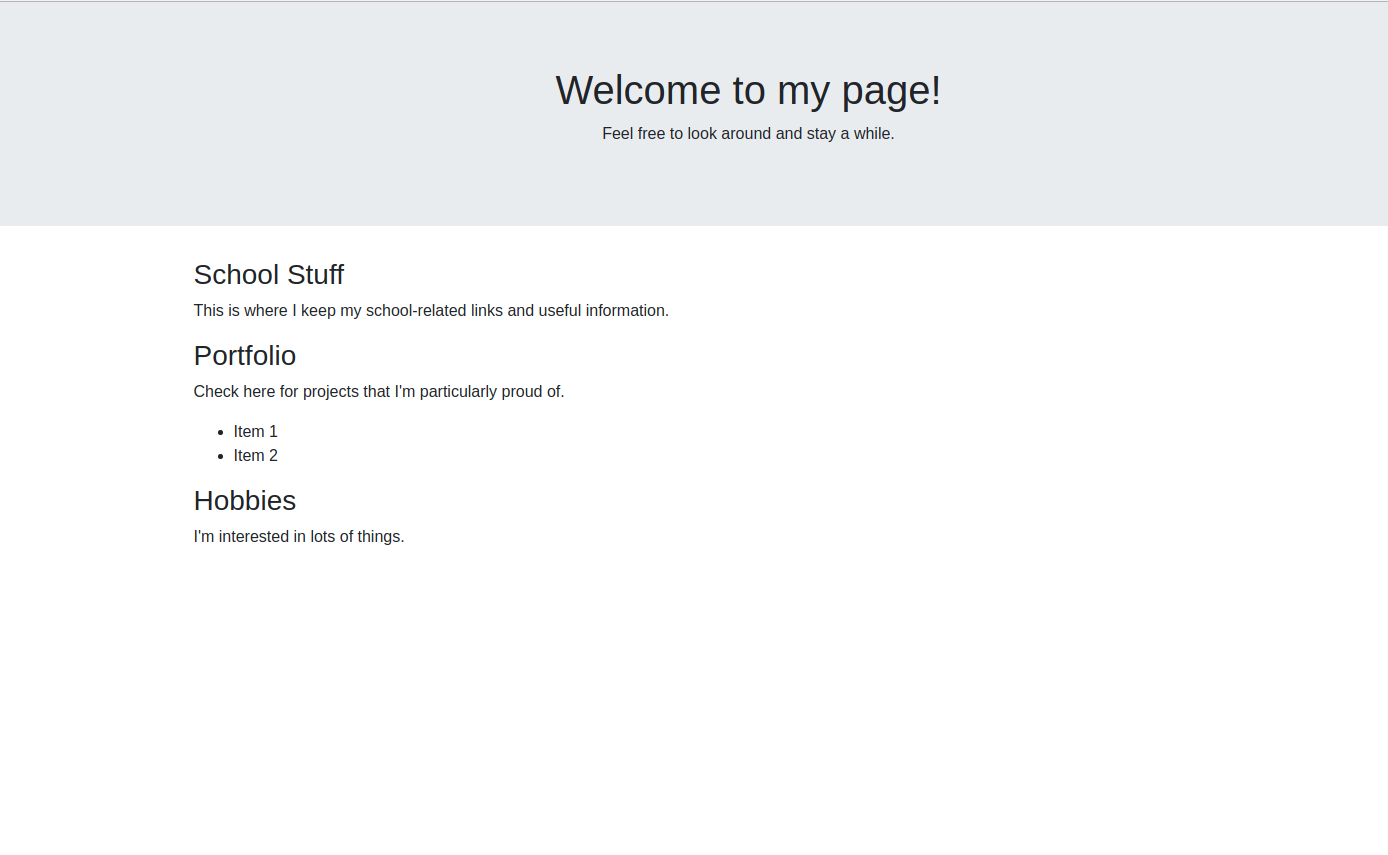 Welcome to my page!
Feel free to look around and stay a while.
School Stuff
This is where I keep my school-related links and useful information.
Portfolio
Check here for projects that I'm particularly proud of.
Item 1
Item 2
Hobbies
I'm interested in lots of things.